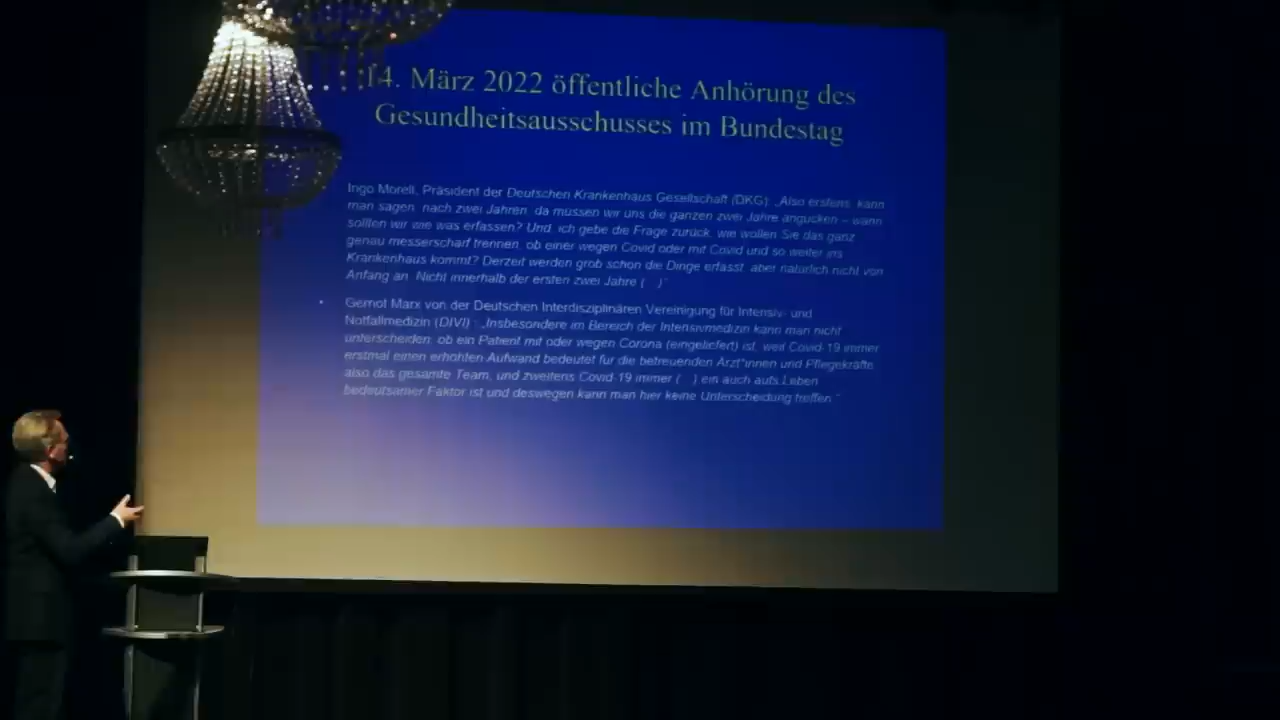 14. März 2022 öffentliche Anhörung des
Gesundheitsausschusses im Bundestag
Ingo Morell, Präsident der Deutschen Krankenhaus Gesellschaft (DKG): „Also erstens, kann
man sagen, nach zwei Jahren, da müssen wir uns die ganzen zwei Jahre angucken – wann
sollten wir wie was erfassen? Und, ich gebe die Frage zurück, wie wollen Sie das ganz
genau messerscharf trennen, ob einer wegen Covid oder mit Covid und so weiter ins
Krankenhaus kommt? Derzeit werden grob schon die Dinge erfasst, aber natürlich nicht von
Anfang an. Nicht innerhalb der ersten zwei Jahre (...)“
• Gernot Marx von der Deutschen Interdisziplinären Vereinigung für Intensiv- und
Notfallmedizin (DIVI): „Insbesondere im Bereich der Intensivmedizin kann man nicht
unterscheiden, ob ein Patient mit oder wegen Corona (eingeliefert) ist, weil Covid-19 immer
erstmal einen erhöhten Aufwand bedeutet für die betreuenden Ärzt*innen und Pflegekräfte,
also das gesamte Team, und zweitens Covid-19 immer (...) ein auch aufs Leben
bedeutsamer Faktor ist und deswegen kann man hier keine Unterscheidung treffen.“